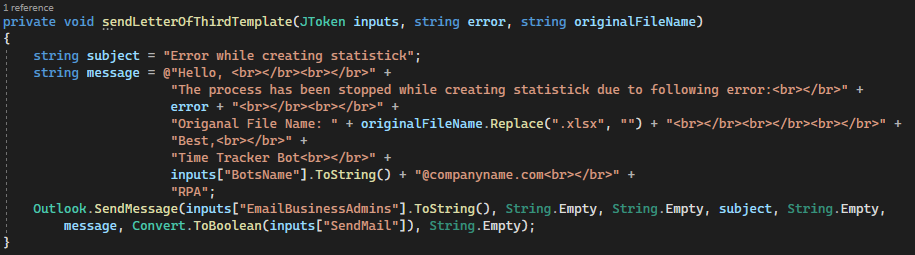 1 reference
private void sendLetterOfThirdTemplate(JToken inputs, string error, string originalFileName)
{
string subject = "Error while creating statistick";
string message = @"Hello, <br></br><br></br>" +
"The process has been stopped while creating statistick due to following error:<br></br>" +
error + "<br></br><br></br>" +
"Origanal File Name: " + originalFileName.Replace(".xlsx", "") + "<br></br><br></br><br></br>" +
"Best,<br></br>" +
"Time Tracker Bot<br></br>" +
inputs["BotsName"].ToString() + "@companyname.com<br></br>" +
"RPA";
Outlook.SendMessage(inputs["EmailBusinessAdmins"].ToString(), String.Empty, String.Empty, subject, String.Empty,
message, Convert.ToBoolean(inputs["SendMail"]), String.Empty);
}